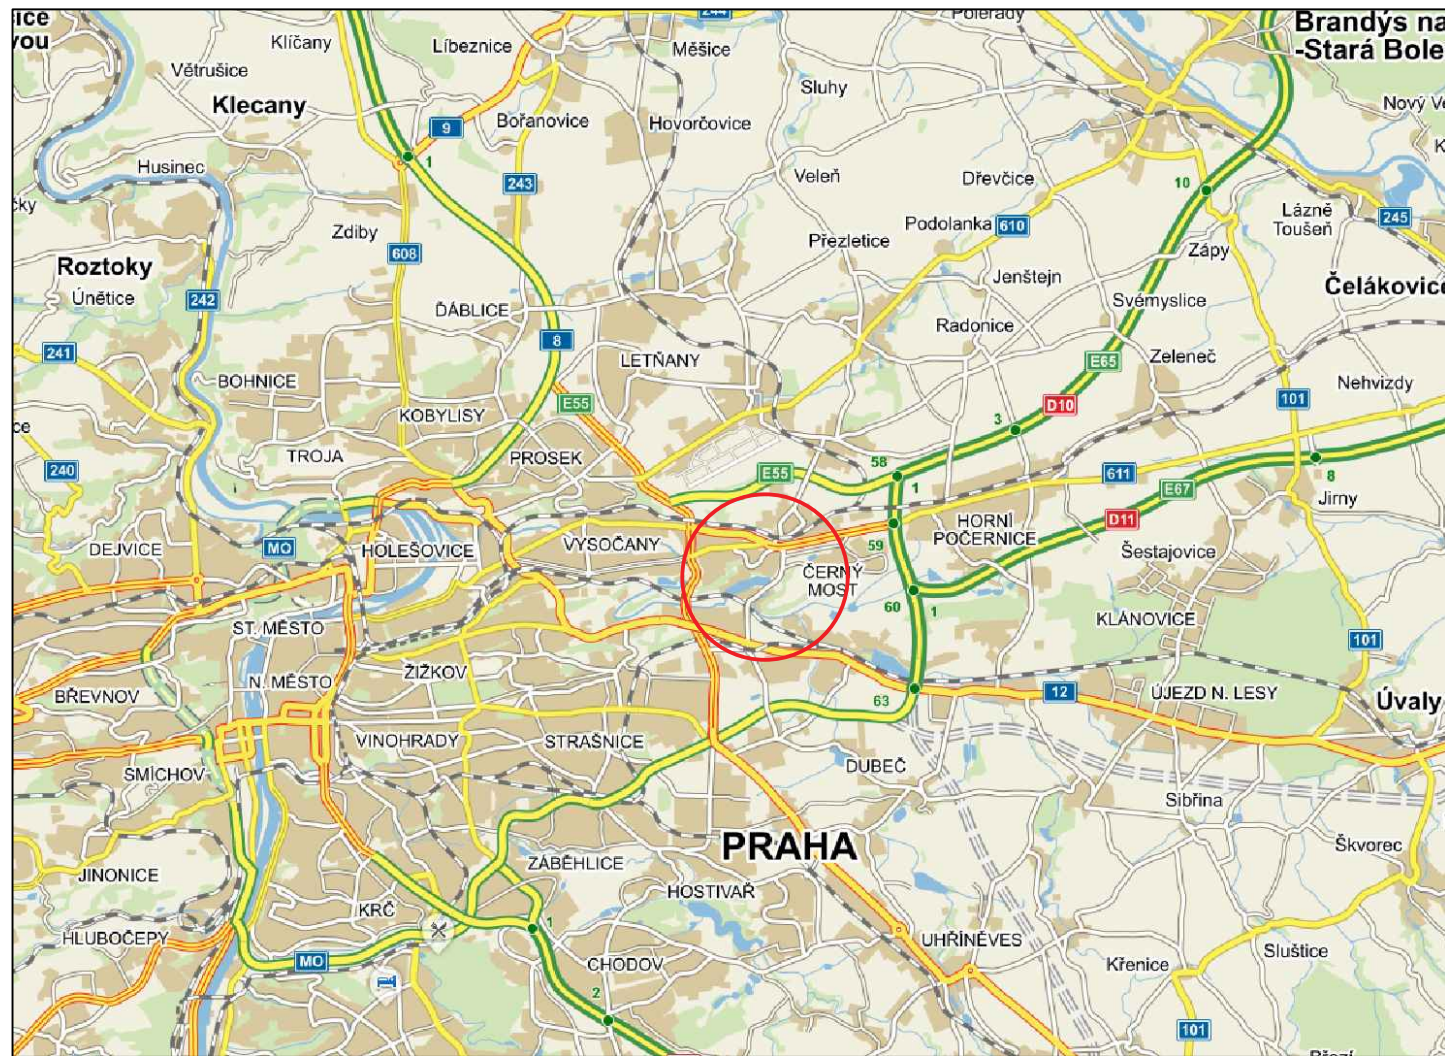 244
Polerady
Brandýs na
-Stará Bole
Klíčany
Líbeznice
Měšice
Větrušice
Sluhy
Klecany
9
1
Bořanovice
Hovorčovice
Husinec
243
Veleň
Dřevčice
10
Lázně
Toušeň
245
Zdiby
608
Podolanka
610
Přezletice
Zápy
Roztoky
Únětice
242
Jenštejn
Čelákovice
ĎÁBLICE
Svémyslice
Radonice
8
241
LETŇANY
E65
Zeleneč
BOHNICE
Nehvizdy
101
KOBYLISY
E55
D10
3
TROJA
PROSEK
240
E55
58
1
611
8
E67
Jirny
D11
HORNÍ
POČERNICE
DEJVICE
MO
HOLEŠOVICE
VYSOČANY
59
Šestajovice
ČERNÝ
MOST
60
1
KLÁNOVICE
ST. MĚSTO
101
ŽIŽKOV
N. MĚSTO
BŘEVNOV
63
12
ÚJEZD N. LESY
Úvaly
VINOHRADY
STRAŠNICE
SMÍCHOV
DUBEČ
Sibřina
PRAHA
Škvorec
JINONICE
ZÁBĚHLICE
HOSTIVAŘ
KRČ
1
HLUBOČEPY
UHŘÍNĚVES
MO
CHODOV
Křenice
Sluštice
2
101